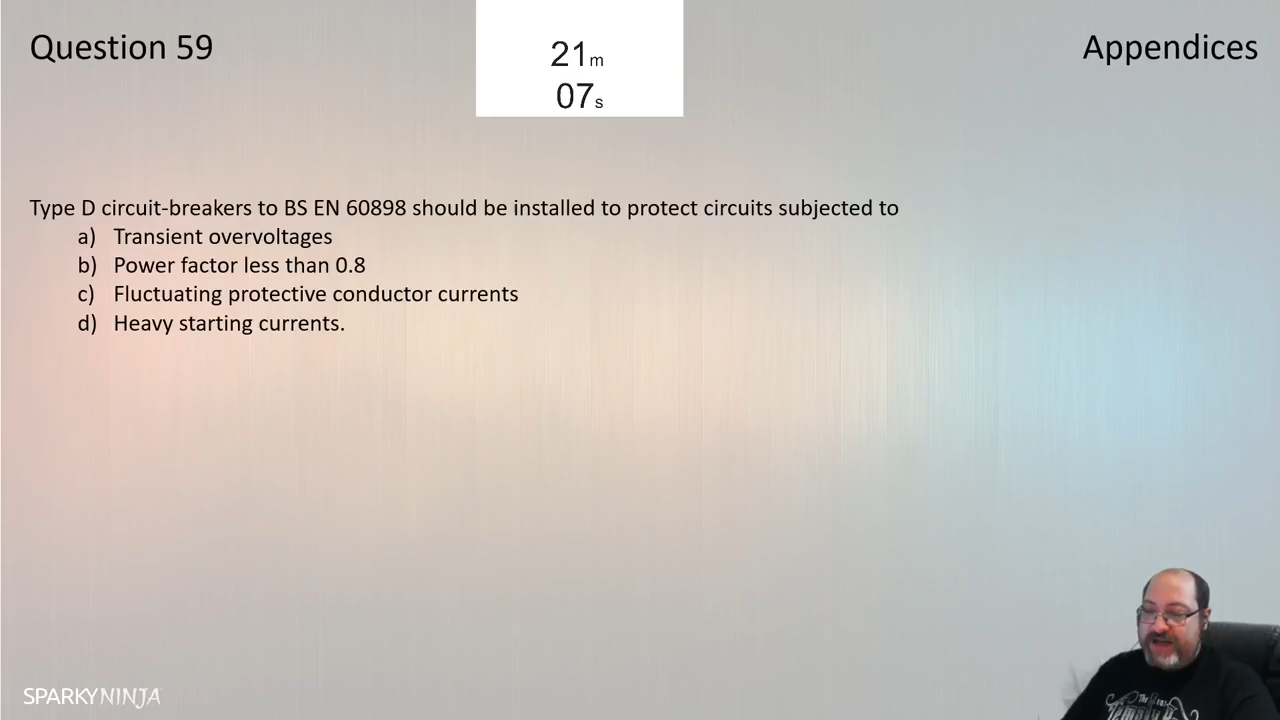 Question 59
21m
07s
Appendices
Type D circuit-breakers to BS EN 60898 should be installed to protect circuits subjected to
a) Transient overvoltages
b) Power factor less than 0.8
c) Fluctuating protective conductor currents
d) Heavy starting currents.
SPARKYNINJA
The